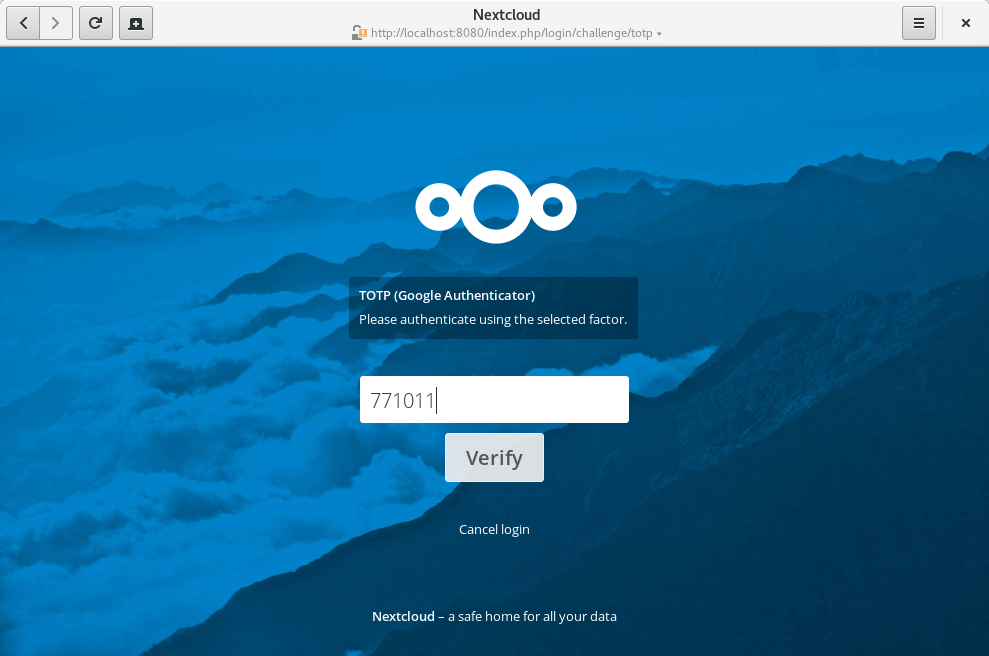 Nextcloud
http://localhost:8080/index.php/login/challenge/totp
TOTP (Google Authenticator)
Please authenticate using the selected factor.
771011
Verify
Cancel login
Nextcloud – a safe home for all your data